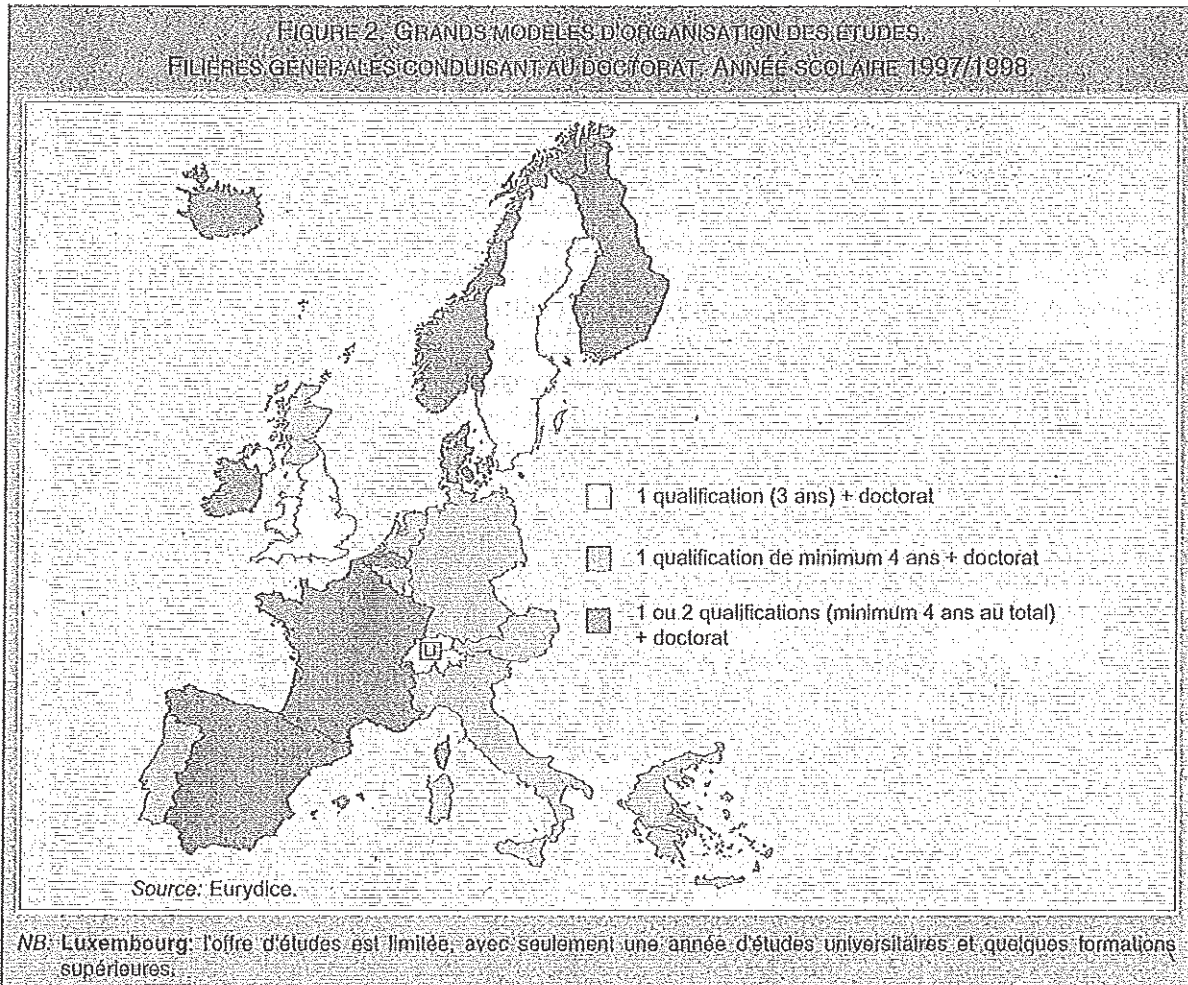 FIGURE 2. GRANDS MODÈLES D'ORGANISATION DES ÉTUDES.
FILIÈRES GÉNÉRALES CONDUISANT AU DOCTORAT. ANNÉE SCOLAIRE 1997/1998
1 qualification (3 ans) + doctorat
1 qualification de minimum 4 ans + doctorat
1 ou 2 qualifications (minimum 4 ans au total)
+ doctorat
LI
Source: Eurydice.
NB: Luxembourg: l'offre d'études est limitée, avec seulement une année d'études universitaires et quelques formations
supérieures.